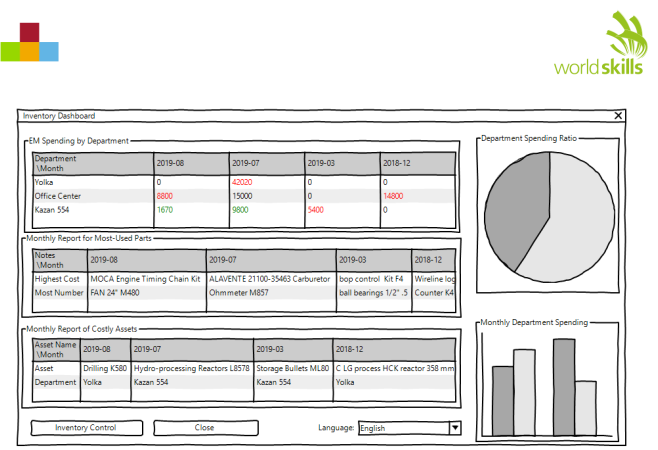 worldskills
Inventory Dashboard X
EM Spending by Department
Department \Month 2019-08 2019-07 2019-03 2018-12
Yolka 0 42020 0 0
Office Center 8800 15000 0 14800
Kazan 554 1670 9800 5400 0
Department Spending Ratio
Monthly Report for Most-Used Parts
Notes \Month 2019-08 2019-07 2019-03 2018-12
Highest Cost MOCA Engine Timing Chain Kit ALAVENTE 21100-35463 Carburetor bop control Kit F4 Wireline log
Most Number FAN 24" M480 Ohmmeter M857 ball bearings 1/2" .5 Counter K4
Monthly Report of Costly Assets
Asset Name \Month 2019-08 2019-07 2019-03 2018-12
Asset Drilling K580 Hydro-processing Reactors L8578 Storage Bullets ML80 C LG process HCK reactor 358 mm
Department Yolka Kazan 554 Kazan 554 Yolka
Monthly Department Spending
Inventory Control Close Language: English